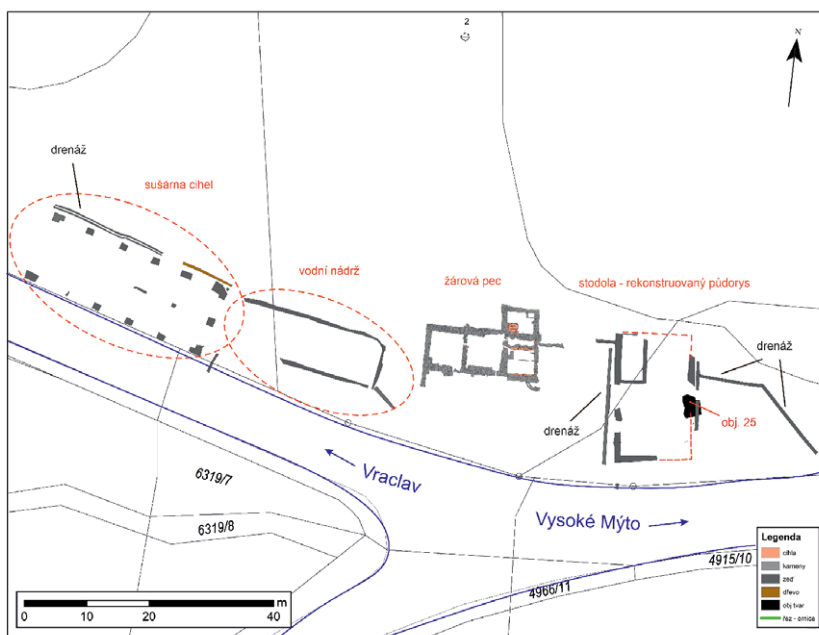 2
N
drenáž
sušárna cihel
vodní nádrž
žárová pec
stodola - rekonstruovaný půdorys
drenáž
drenáž
obj. 25
Vraclav
Vysoké Mýto
6319/7
6319/8
4966/11
4915/10
0 10 20 40 m
Legenda
cihla
kameny
zeď
dřevo
obj tvar
řez - ornice